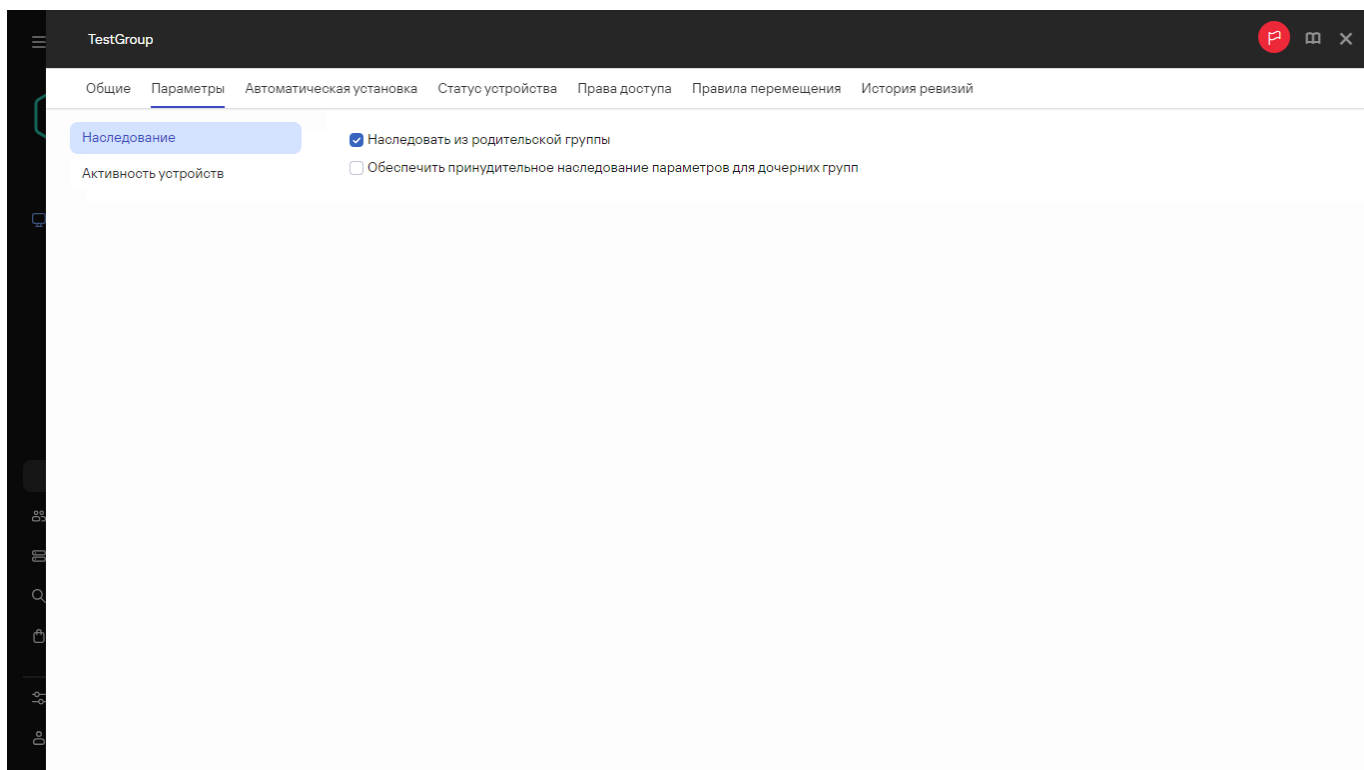 TestGroup
Общие Параметры Автоматическая установка Статус устройства Права доступа Правила перемещения История ревизий
Наследование
Наследовать из родительской группы
Обеспечить принудительное наследование параметров для дочерних групп
Активность устройств